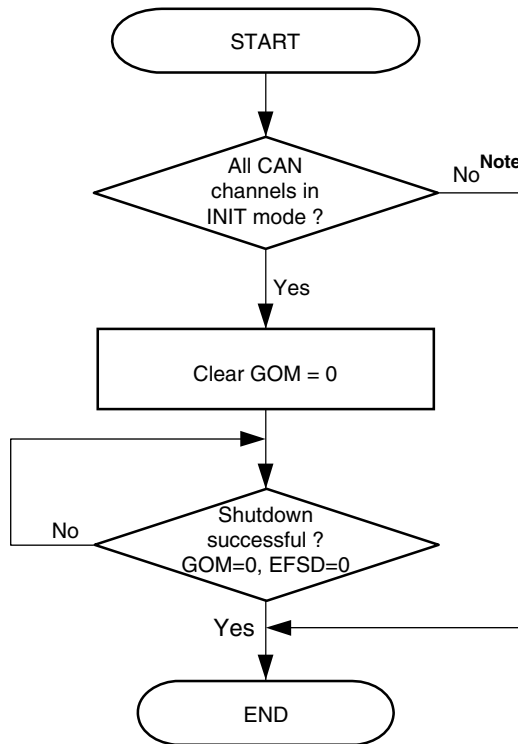 START
All CAN
channels in
INIT mode ?
No Note
Yes
Clear GOM = 0
No
Shutdown
successful ?
GOM=0, EFSD=0
Yes
END